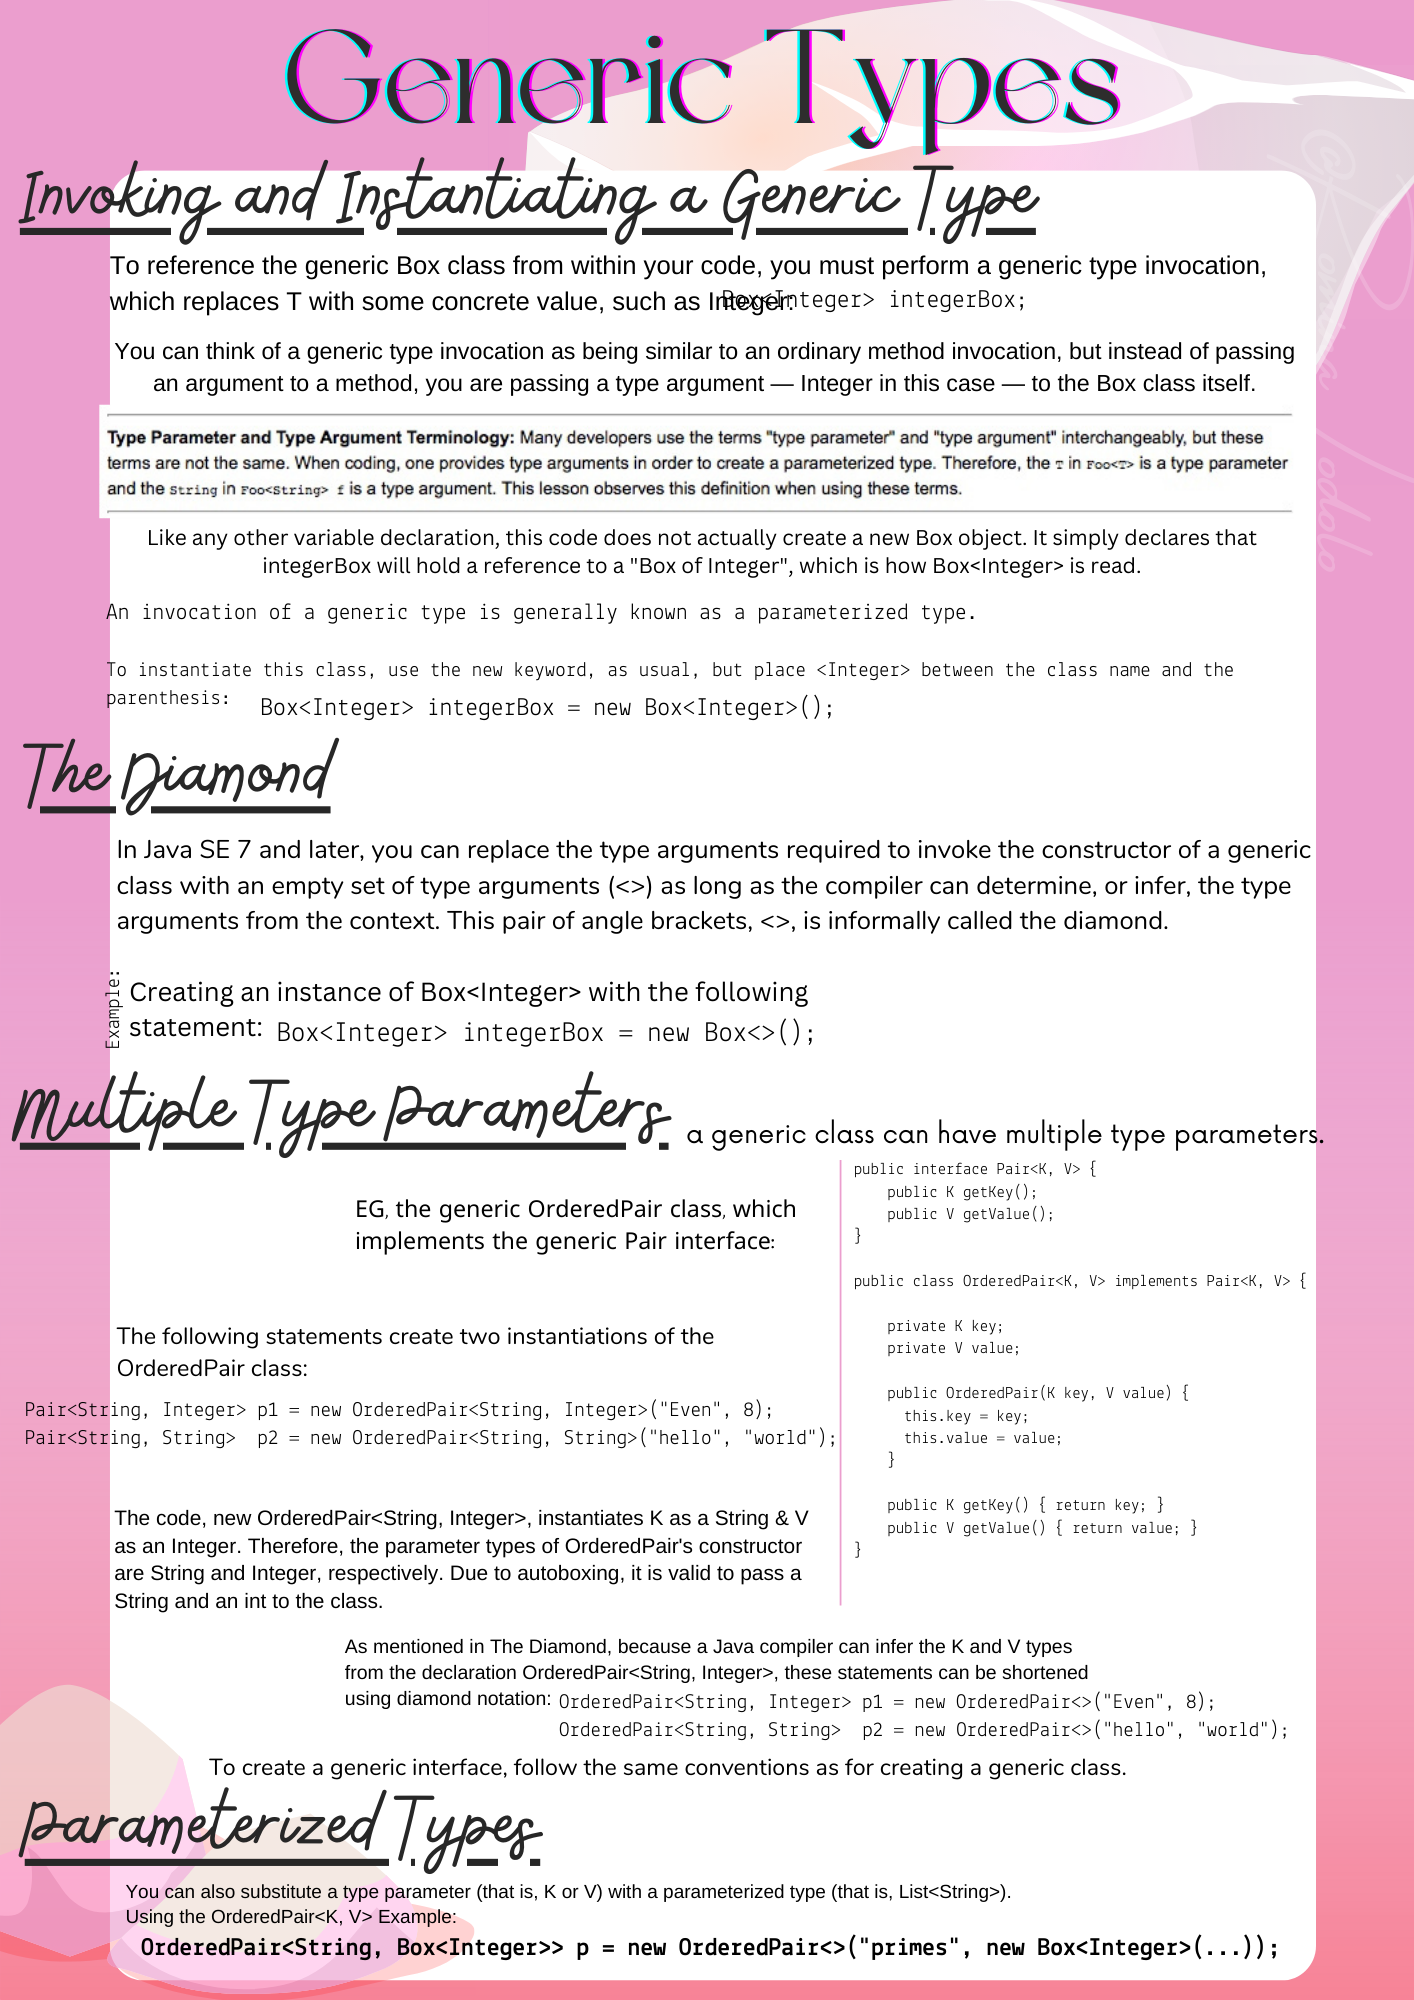 Generic Types
Invoking and Instantiating a Generic Type
To reference the generic Box class from within your code, you must perform a generic type invocation,
which replaces T with some concrete value, such as Integer: Box<Integer> integerBox;
You can think of a generic type invocation as being similar to an ordinary method invocation, but instead of passing
an argument to a method, you are passing a type argument — Integer in this case — to the Box class itself.
Type Parameter and Type Argument Terminology: Many developers use the terms "type parameter" and "type argument" interchangeably, but these
terms are not the same. When coding, one provides type arguments in order to create a parameterized type. Therefore, the T in Foo<T> is a type parameter
and the String in Foo<String> f is a type argument. This lesson observes this definition when using these terms.
Like any other variable declaration, this code does not actually create a new Box object. It simply declares that
integerBox will hold a reference to a "Box of Integer", which is how Box<Integer> is read.
An invocation of a generic type is generally known as a parameterized type.
To instantiate this class, use the new keyword, as usual, but place <Integer> between the class name and the
parenthesis: Box<Integer> integerBox = new Box<Integer>();
The Diamond
In Java SE 7 and later, you can replace the type arguments required to invoke the constructor of a generic
class with an empty set of type arguments (<>) as long as the compiler can determine, or infer, the type
arguments from the context. This pair of angle brackets, <>, is informally called the diamond.
Example:
Creating an instance of Box<Integer> with the following
statement: Box<Integer> integerBox = new Box<>();
Multiple Type Parameters. a generic class can have multiple type parameters.
EG, the generic OrderedPair class, which
implements the generic Pair interface:
The following statements create two instantiations of the
OrderedPair class:
Pair<String, Integer> p1 = new OrderedPair<String, Integer>("Even", 8);
Pair<String, String>  p2 = new OrderedPair<String, String>("hello", "world");
The code, new OrderedPair<String, Integer>, instantiates K as a String & V
as an Integer. Therefore, the parameter types of OrderedPair's constructor
are String and Integer, respectively. Due to autoboxing, it is valid to pass a
String and an int to the class.
public interface Pair<K, V> {
    public K getKey();
    public V getValue();
}
public class OrderedPair<K, V> implements Pair<K, V> {
    private K key;
    private V value;
    public OrderedPair(K key, V value) {
      this.key = key;
      this.value = value;
    }
    public K getKey() { return key; }
    public V getValue() { return value; }
}
As mentioned in The Diamond, because a Java compiler can infer the K and V types
from the declaration OrderedPair<String, Integer>, these statements can be shortened
using diamond notation: OrderedPair<String, Integer> p1 = new OrderedPair<>("Even", 8);
OrderedPair<String, String>  p2 = new OrderedPair<>("hello", "world");
To create a generic interface, follow the same conventions as for creating a generic class.
Parameterized Types.
You can also substitute a type parameter (that is, K or V) with a parameterized type (that is, List<String>).
Using the OrderedPair<K, V> Example:
OrderedPair<String, Box<Integer>> p = new OrderedPair<>("primes", new Box<Integer>(...));